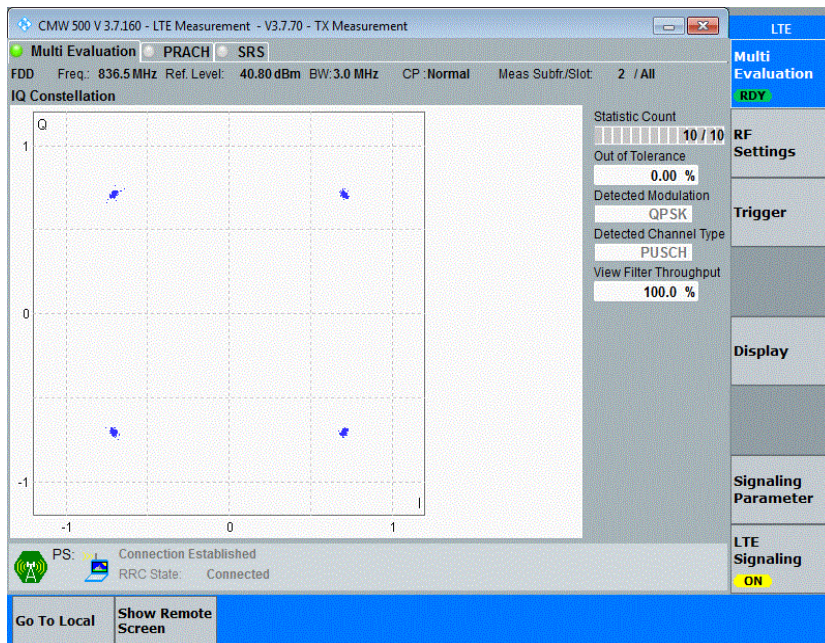 CMW 500 V 3.7.160 - LTE Measurement - V3.7.70 - TX Measurement
LTE
Multi Evaluation PRACH SRS
FDD Freq.: 836.5 MHz Ref. Level: 40.80 dBm BW: 3.0 MHz CP : Normal Meas Subfr./Slot: 2 / All
IQ Constellation
Q
1
0
-1
-1
0
1
I
Statistic Count
10 / 10
Out of Tolerance
0.00 %
Detected Modulation
QPSK
Detected Channel Type
PUSCH
View Filter Throughput
100.0 %
Multi
Evaluation
RDY
RF
Settings
Trigger
Display
Signaling
Parameter
LTE
Signaling
ON
PS: Connection Established
RRC State: Connected
Go To Local
Show Remote
Screen